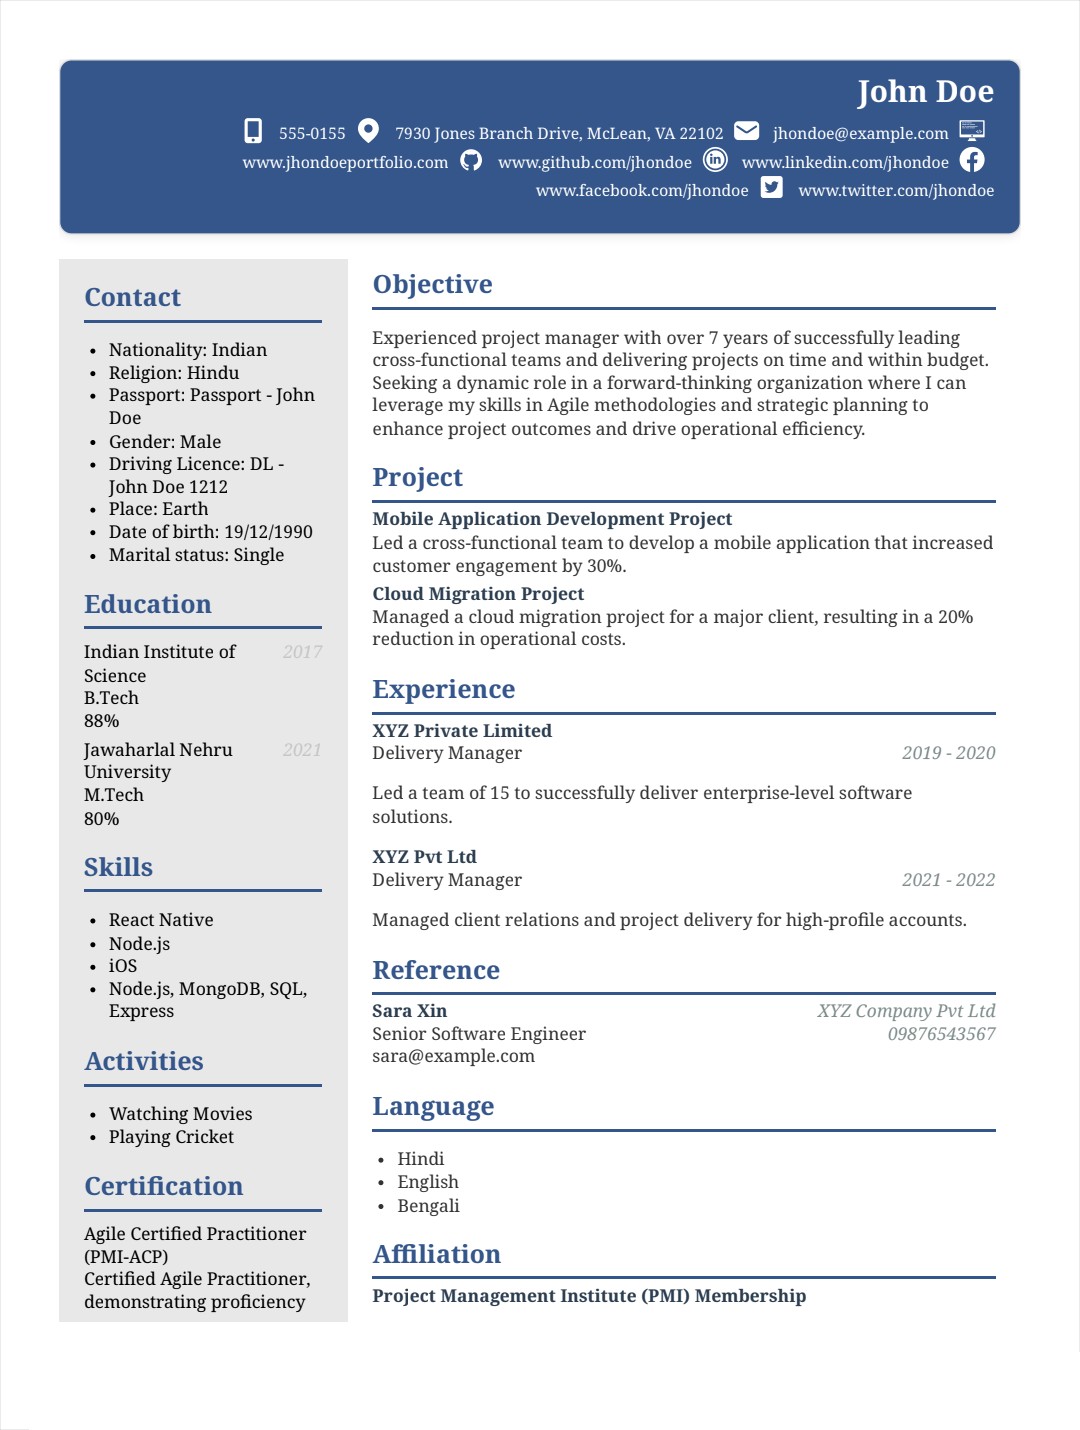 John Doe
555-0155 7930 Jones Branch Drive, McLean, VA 22102 jhondoe@example.com
www.jhondoeportfolio.com www.github.com/jhondoe www.linkedin.com/jhondoe
www.facebook.com/jhondoe www.twitter.com/jhondoe
Contact
• Nationality: Indian
• Religion: Hindu
• Passport: Passport - John
Doe
• Gender: Male
• Driving Licence: DL -
John Doe 1212
• Place: Earth
• Date of birth: 19/12/1990
• Marital status: Single
Education
Indian Institute of 2017
Science
B.Tech
88%
Jawaharlal Nehru 2021
University
M.Tech
80%
Skills
• React Native
• Node.js
• iOS
• Node.js, MongoDB, SQL,
Express
Activities
• Watching Movies
• Playing Cricket
Certification
Agile Certified Practitioner
(PMI-ACP)
Certified Agile Practitioner,
demonstrating proficiency
Objective
Experienced project manager with over 7 years of successfully leading
cross-functional teams and delivering projects on time and within budget.
Seeking a dynamic role in a forward-thinking organization where I can
leverage my skills in Agile methodologies and strategic planning to
enhance project outcomes and drive operational efficiency.
Project
Mobile Application Development Project
Led a cross-functional team to develop a mobile application that increased
customer engagement by 30%.
Cloud Migration Project
Managed a cloud migration project for a major client, resulting in a 20%
reduction in operational costs.
Experience
XYZ Private Limited
Delivery Manager 2019 - 2020
Led a team of 15 to successfully deliver enterprise-level software
solutions.
XYZ Pvt Ltd
Delivery Manager 2021 - 2022
Managed client relations and project delivery for high-profile accounts.
Reference
Sara Xin XYZ Company Pvt Ltd
Senior Software Engineer 09876543567
sara@example.com
Language
• Hindi
• English
• Bengali
Affiliation
Project Management Institute (PMI) Membership